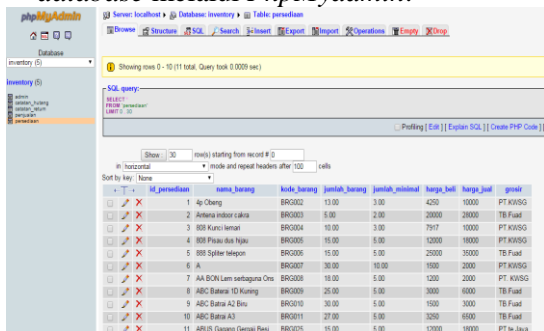 database melalui PhpMyadmin.
phpMyAdmin
Database
inventory (5)
inventory (5)
admin
catatan_hutang
catatan_return
penjualan
persediaan
Server: localhost Database: inventory Table: persediaan
Browse Structure SQL Search Insert Export Import Operations Empty Drop
Showing rows 0 - 10 (11 total, Query took 0.0009 sec)
SQL query:
SELECT *
FROM `persediaan`
LIMIT 0 , 30
Profiling [ Edit ] [ Explain SQL ] [ Create PHP Code ]
Show : 30 row(s) starting from record # 0
in horizontal mode and repeat headers after 100 cells
Sort by key: None
id_persediaan nama_barang kode_barang jumlah_barang jumlah_minimal harga_beli harga_jual grosir
1 4p Obeng BRG002 13.00 3.00 4250 10000 PT.KWSG
2 Antena indoor cakra BRG003 5.00 2.00 20000 28000 TB.Fuad
3 808 Kunci lemari BRG004 10.00 3.00 7917 10000 PT.KWSG
4 808 Pisau dus hijau BRG005 15.00 5.00 12000 18000 PT.KWSG
5 888 Spliter telepon BRG006 15.00 5.00 25000 35000 TB.Fuad
6 A BRG007 30.00 10.00 1500 2000 PT.KWSG
7 AA BON Lem serbaguna Ons BRG008 18.00 5.00 1200 2000 PT. KWSG
8 ABC Baterai 1D Kuning BRG009 25.00 5.00 3000 6000 TB.Fuad
9 ABC Batrai A2 Biru BRG010 30.00 5.00 1500 3000 TB.Fuad
10 ABC Batrai A3 BRG011 27.00 5.00 3250 6500 TB.Fuad
11 ABUS Gagang Gergaji Besi BRG025 15.00 5.00 12000 18000 PT.te.Jaya